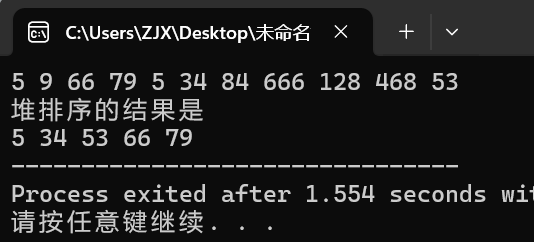 C:\Users\ZJX\Desktop\未命名
5 9 66 79 5 34 84 666 128 468 53
堆排序的结果是
5 34 53 66 79
--------------------------------
Process exited after 1.554 seconds wit
请按任意键继续. . .